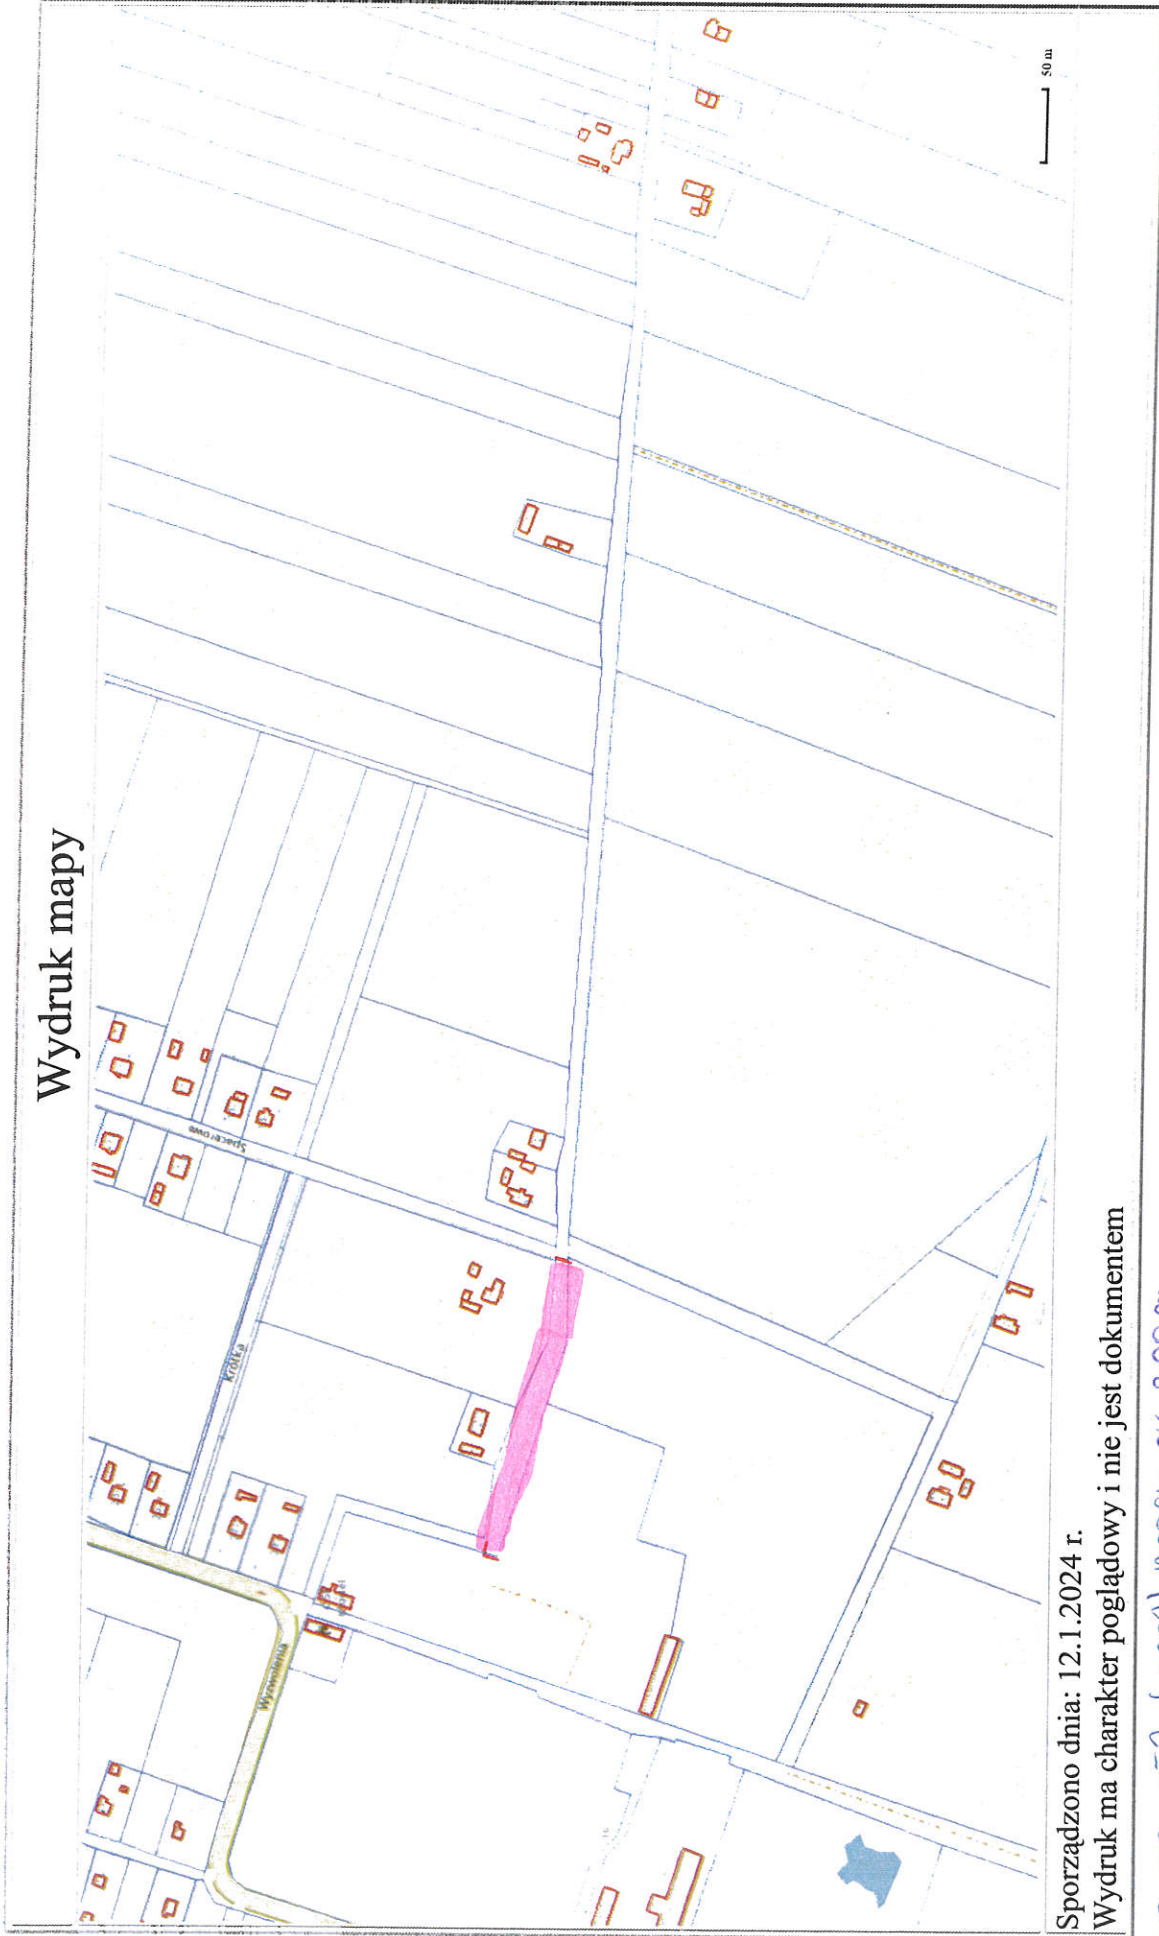 Wydruk mapy
Spacerowa
Krótka
Wyzwolenia
50 m
Sporządzono dnia: 12.1.2024 r.
Wydruk ma charakter poglądowy i nie jest dokumentem